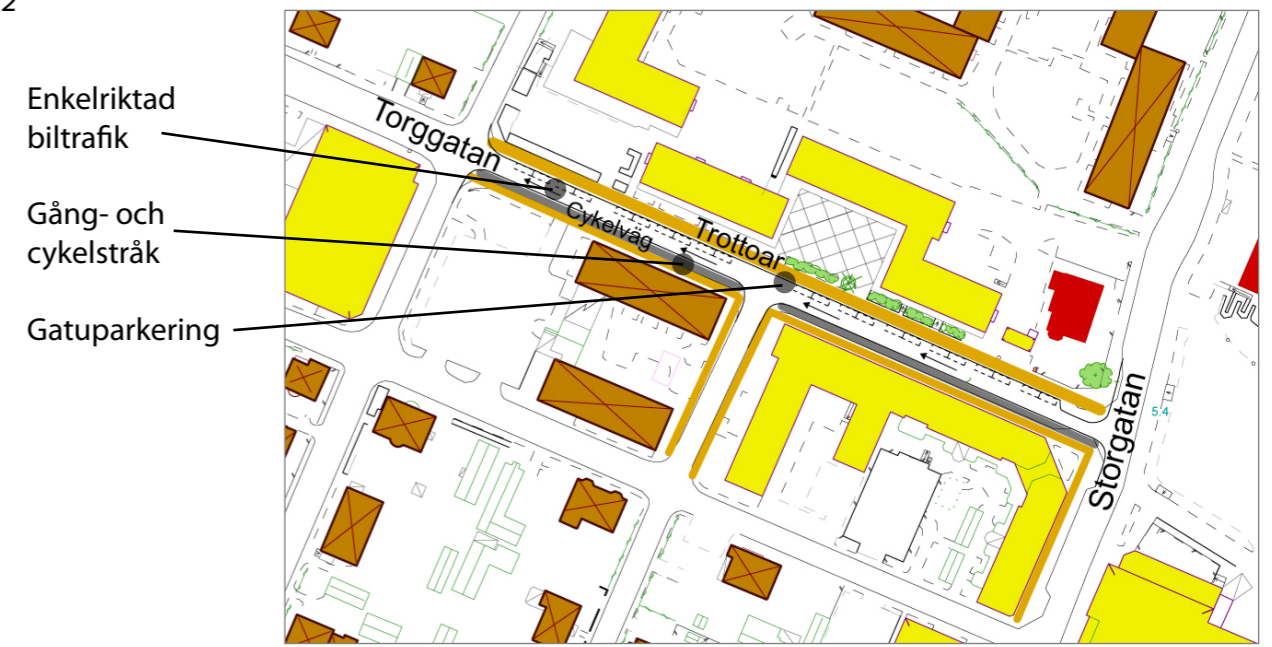 2
Enkelriktad
biltrafik
Gång- och
cykelstråk
Gatuparkering
Torggatan
Cykelväg
Trottoar
Storgatan
5.4